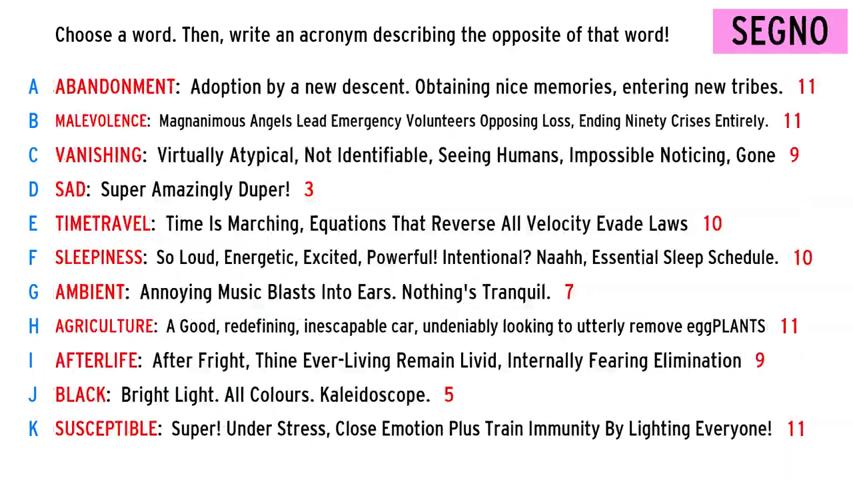 Choose a word. Then, write an acronym describing the opposite of that word!
SEGNO
A ABANDONMENT: Adoption by a new descent. Obtaining nice memories, entering new tribes. 11
B MALEVOLENCE: Magnanimous Angels Lead Emergency Volunteers Opposing Loss, Ending Ninety Crises Entirely. 11
C VANISHING: Virtually Atypical, Not Identifiable, Seeing Humans, Impossible Noticing, Gone 9
D SAD: Super Amazingly Duper! 3
E TIMETRAVEL: Time Is Marching, Equations That Reverse All Velocity Evade Laws 10
F SLEEPINESS: So Loud, Energetic, Excited, Powerful! Intentional? Naahh, Essential Sleep Schedule. 10
G AMBIENT: Annoying Music Blasts Into Ears. Nothing's Tranquil. 7
H AGRICULTURE: A Good, redefining, inescapable car, undeniably looking to utterly remove eggPLANTS 11
I AFTERLIFE: After Fright, Thine Ever-Living Remain Livid, Internally Fearing Elimination 9
J BLACK: Bright Light. All Colours. Kaleidoscope. 5
K SUSCEPTIBLE: Super! Under Stress, Close Emotion Plus Train Immunity By Lighting Everyone! 11